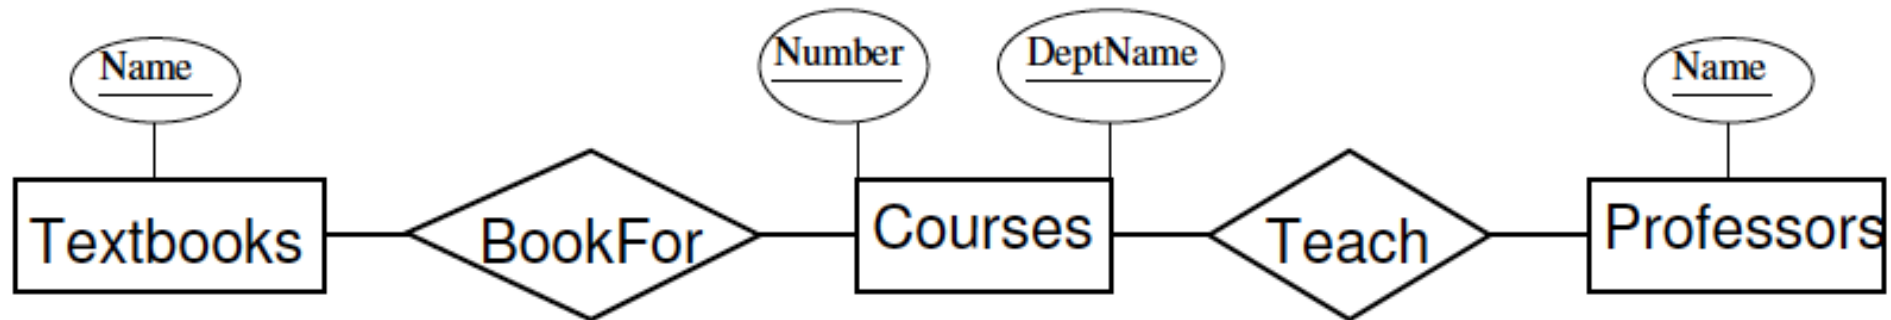 Name
Number
DeptName
Name
Textbooks
BookFor
Courses
Teach
Professors